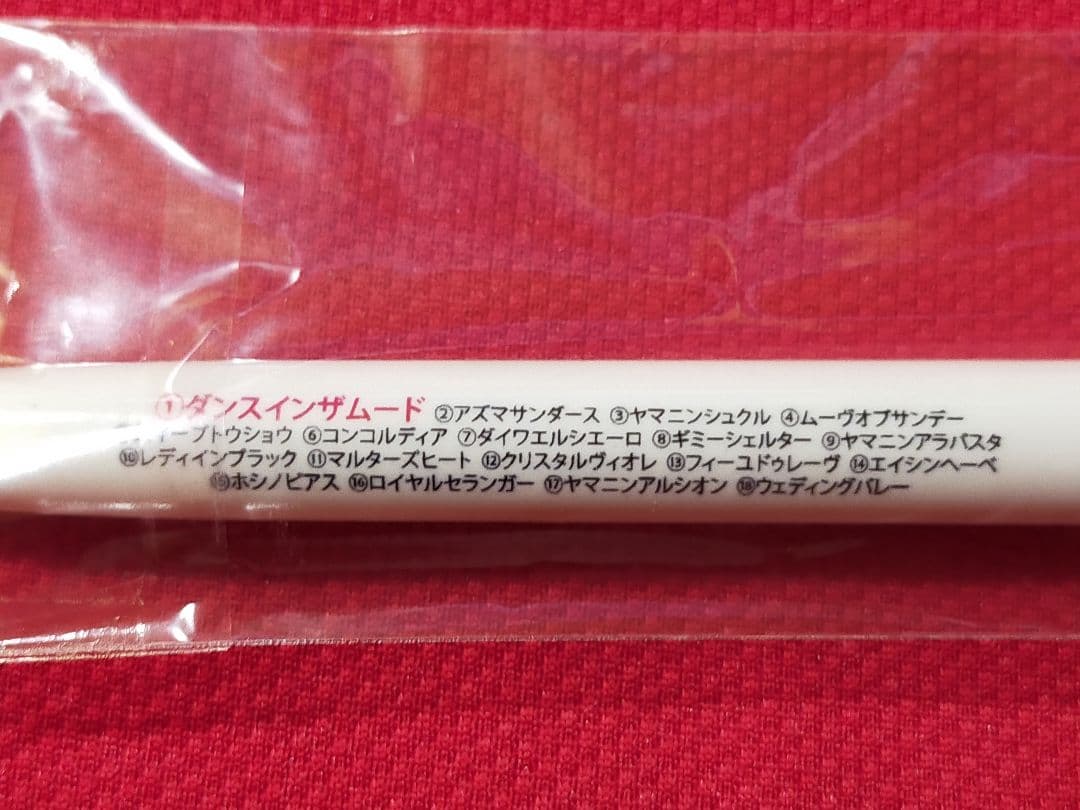 ①ダンスインザムード ②アズマサンダース ③ヤマニンシュクル ④ムーヴオブサンデー
⑤スイープトウショウ ⑥コンコルディア ⑦ダイワエルシエーロ ⑧ギミーシェルター ⑨ヤマニンアラバスタ
⑩レディインブラック ⑪マルターズヒート ⑫クリスタルヴィオレ ⑬フィーユドゥレーヴ ⑭エイシンヘーベ
⑮ホシノピアス ⑯ロイヤルセランガー ⑰ヤマニンアルシオン ⑱ウェディングバレー